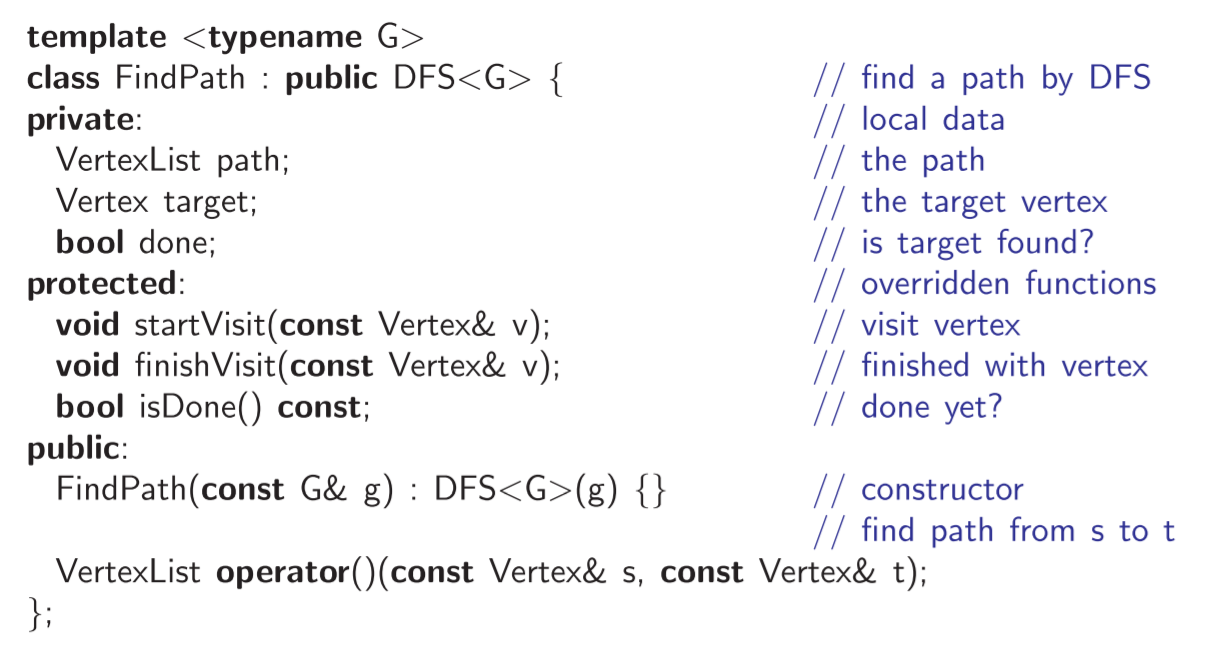 template <typename G>
class FindPath : public DFS<G> { // find a path by DFS
private: // local data
VertexList path; // the path
Vertex target; // the target vertex
bool done; // is target found?
protected: // overridden functions
void startVisit(const Vertex& v); // visit vertex
void finishVisit(const Vertex& v); // finished with vertex
bool isDone() const; // done yet?
public:
FindPath(const G& g) : DFS<G>(g) {} // constructor
// find path from s to t
VertexList operator()(const Vertex& s, const Vertex& t);
};